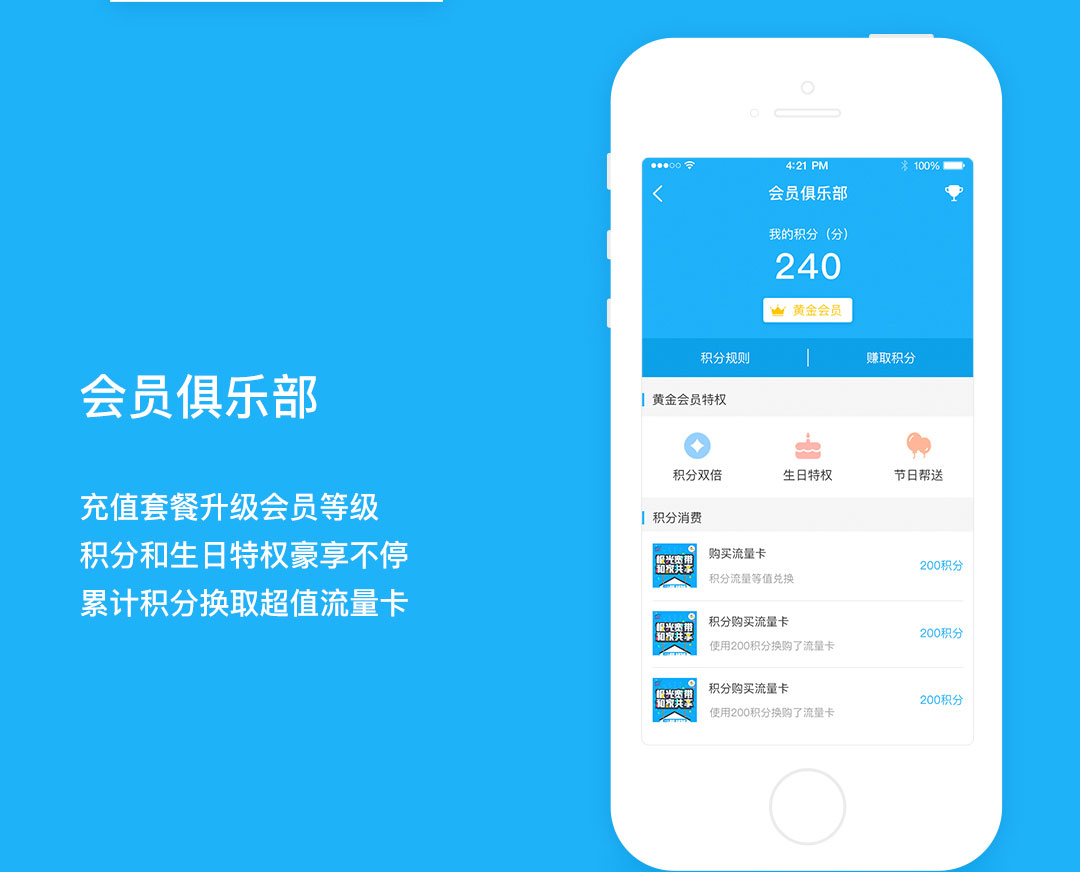 会员俱乐部
充值套餐升级会员等级
积分和生日特权豪享不停
累计积分换取超值流量卡
4:21 PM
100%
会员俱乐部
我的积分（分）
240
黄金会员
积分规则
赚取积分
黄金会员特权
积分双倍
生日特权
节日帮送
积分消费
极光宽带
和家共享
购买流量卡
积分流量等值兑换
200积分
极光宽带
和家共享
积分购买流量卡
使用200积分换购了流量卡
200积分
极光宽带
和家共享
积分购买流量卡
使用200积分换购了流量卡
200积分